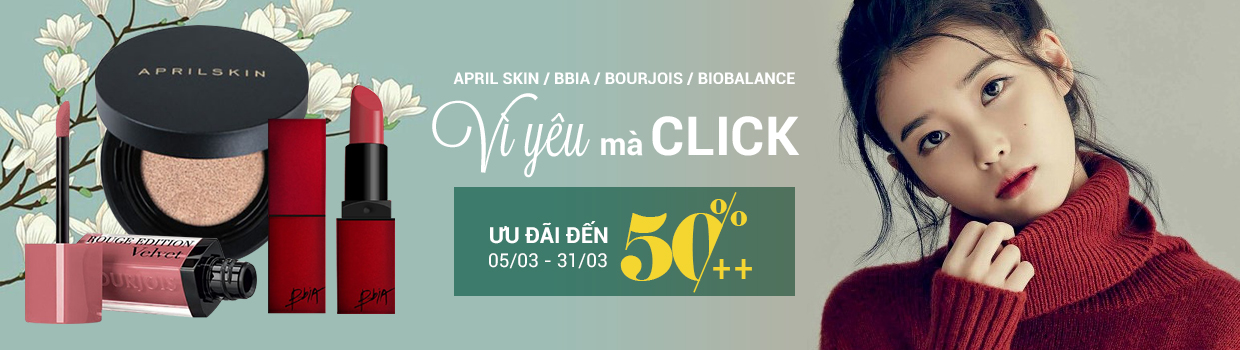 APRILSKIN
ROUGE EDITION
Velvet
OURJOIS
BbIA
BbIA
APRIL SKIN / BBIA / BOURJOIS / BIOBALANCE
Vì yêu mà CLICK
ƯU ĐÃI ĐẾN
05/03 - 31/03
50%++